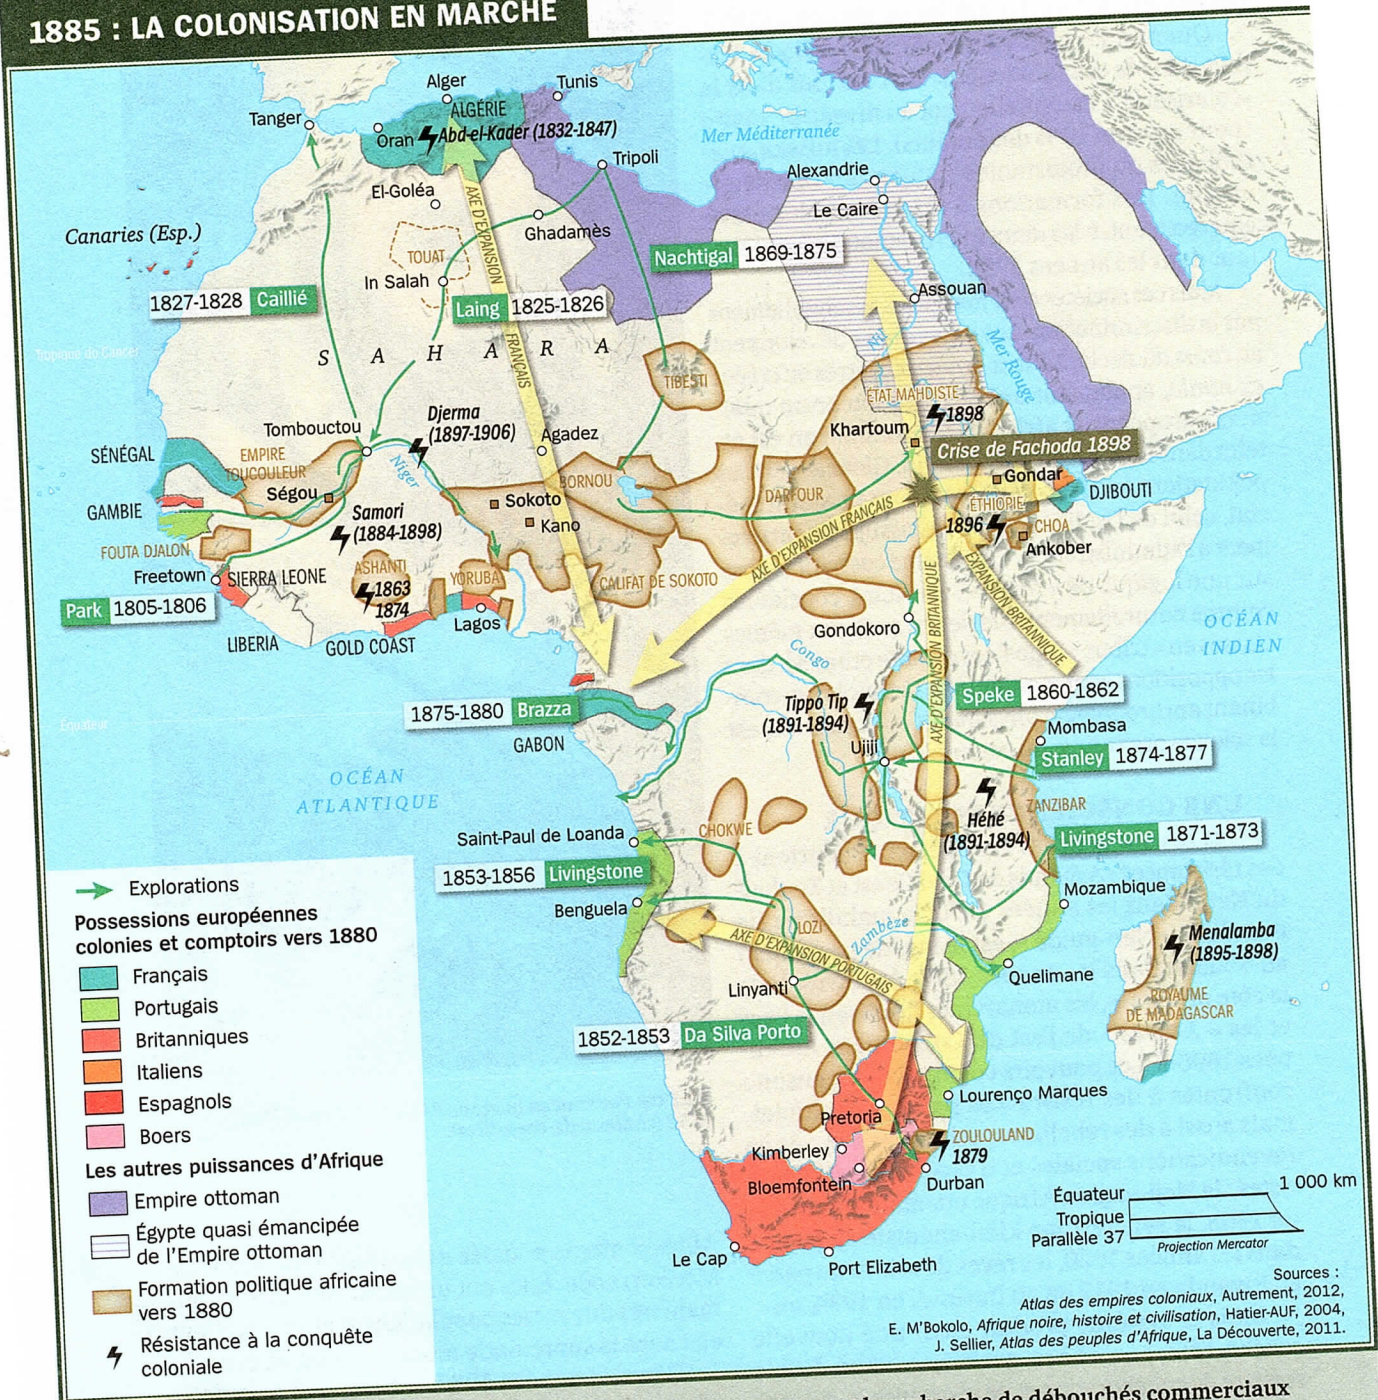 1885 : LA COLONISATION EN MARCHE
Alger
Tunis
Tanger
ALGÉRIE
Oran
Abd-el-Kader (1832-1847)
Mer Méditerranée
Tripoli
Alexandrie
El-Goléa
Le Caire
Canaries (Esp.)
Ghadamès
TOUAT
AXE D'EXPANSION
FRANÇAIS
Nachtigal 1869-1875
In Salah
Assouan
1827-1828 Caillié
Laing 1825-1826
Nil
Mer Rouge
Tropique du Cancer
SAHARA
TIBESTI
ÉTAT MAHDISTE
1898
Djerma
(1897-1906)
Tombouctou
Agadez
Khartoum
Crise de Fachoda 1898
SÉNÉGAL
EMPIRE
TOUCOULEUR
Niger
BORNOU
Gondar
Ségou
Sokoto
DARFOUR
DJIBOUTI
GAMBIE
Samori
(1884-1898)
Kano
ÉTHIOPIE
1896
CHOA
Ankober
FOUTA DJALON
AXE D'EXPANSION FRANÇAIS
Freetown
SIERRA LEONE
ASHANTI
1863
1874
YORUBA
CALIFAT DE SOKOTO
EXPANSION BRITANNIQUE
Park 1805-1806
Lagos
Gondokoro
OCÉAN
INDIEN
LIBERIA
GOLD COAST
Congo
AXE D'EXPANSION BRITANNIQUE
1875-1880 Brazza
Tippo Tip
(1891-1894)
Speke 1860-1862
Équateur
GABON
Ujiji
Mombasa
Stanley 1874-1877
OCÉAN
ATLANTIQUE
Héhé
(1891-1894)
ZANZIBAR
Saint-Paul de Loanda
CHOKWE
Livingstone 1871-1873
1853-1856 Livingstone
Mozambique
Benguela
AXE D'EXPANSION PORTUGAIS
LOZI
Zambèze
Menalamba
(1895-1898)
Linyanti
Quelimane
ROYAUME
DE MADAGASCAR
1852-1853 Da Silva Porto
Lourenço Marques
Pretoria
ZOULOULAND
1879
Kimberley
Bloemfontein
Durban
Le Cap
Port Elizabeth
Explorations
Possessions européennes
colonies et comptoirs vers 1880
Français
Portugais
Britanniques
Italiens
Espagnols
Boers
Les autres puissances d'Afrique
Empire ottoman
Égypte quasi émancipée
de l'Empire ottoman
Formation politique africaine
vers 1880
Résistance à la conquête
coloniale
Équateur
1 000 km
Tropique
Parallèle 37
Projection Mercator
Sources :
Atlas des empires coloniaux, Autrement, 2012,
E. M'Bokolo, Afrique noire, histoire et civilisation, Hatier-AUF, 2004,
J. Sellier, Atlas des peuples d'Afrique, La Découverte, 2011.
de débouchés commerciaux